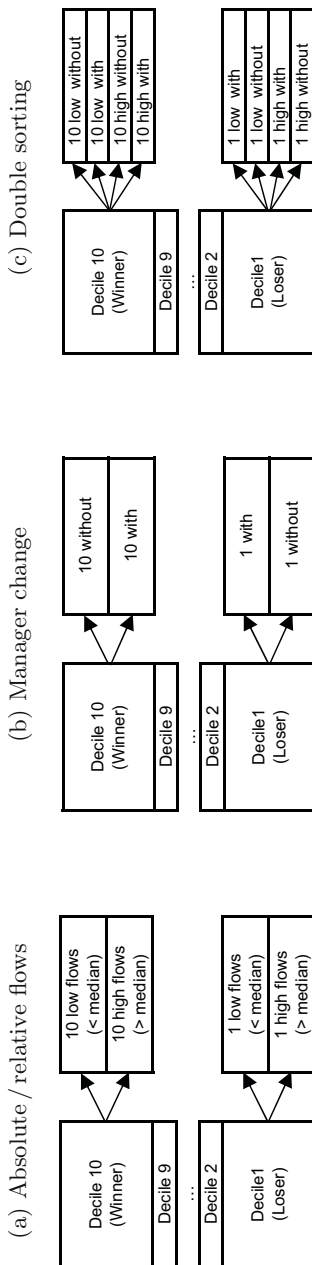 (a) Absolute / relative flows
Decile 10
(Winner)
Decile 9
...
Decile 2
Decile1
(Loser)
10 low flows
(< median)
10 high flows
(> median)
1 low flows
(< median)
1 high flows
(> median)
(b) Manager change
Decile 10
(Winner)
Decile 9
...
Decile 2
Decile1
(Loser)
10 without
10 with
1 with
1 without
(c) Double sorting
Decile 10
(Winner)
Decile 9
...
Decile 2
Decile1
(Loser)
10 low without
10 low with
10 high without
10 high with
1 low with
1 low without
1 high with
1 high without